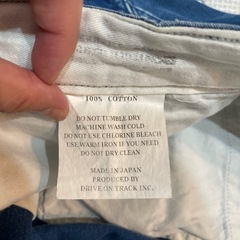 100% COTTON
DO NOT TUMBLE DRY
MACHINE WASH COLD
DO NOT USE CHLORINE BLEACH
USE WARM IRON IF YOU NEED
DO NOT DRY CLEAN
MADE IN JAPAN
PRODUCED BY
DRIVE ON TRACK INC.